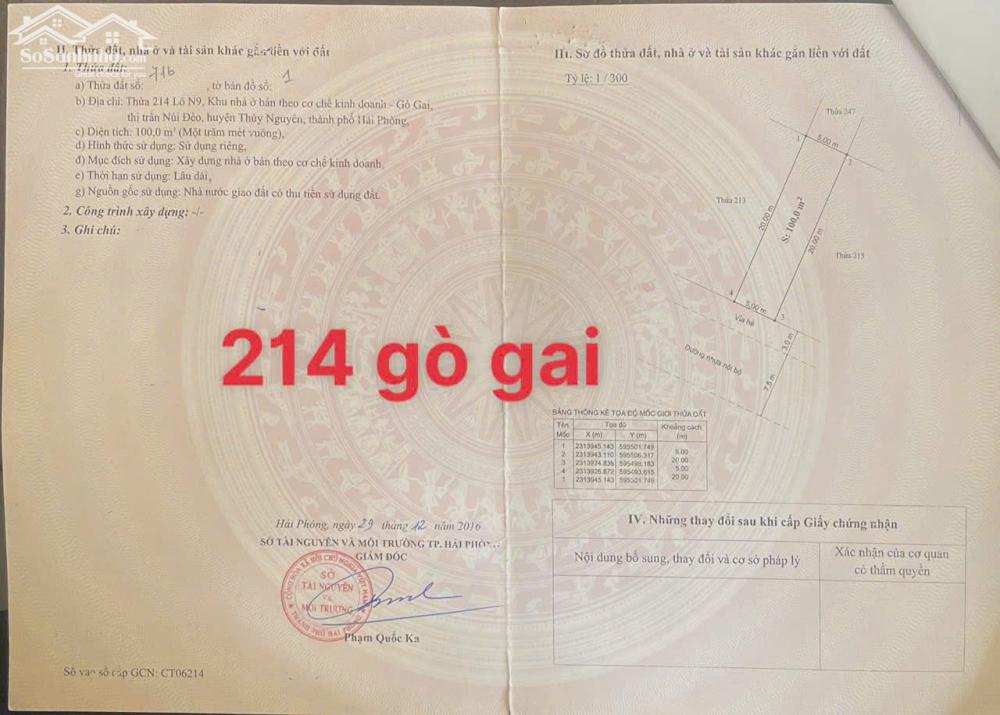 SoSanhnha.com
II. Thửa đất, nhà ở và tài sản khác gắn liền với đất
1. Thửa đất:
a) Thửa đất số: 716 , tờ bản đồ số: 1
b) Địa chỉ: Thửa 214 Lô N9, Khu nhà ở bán theo cơ chế kinh doanh - Gò Gai,
thị trấn Núi Đèo, huyện Thủy Nguyên, thành phố Hải Phòng,
c) Diện tích: 100,0 m² (Một trăm mét vuông),
d) Hình thức sử dụng: Sử dụng riêng,
đ) Mục đích sử dụng: Xây dựng nhà ở bán theo cơ chế kinh doanh,
e) Thời hạn sử dụng: Lâu dài,
g) Nguồn gốc sử dụng: Nhà nước giao đất có thu tiền sử dụng đất.
2. Công trình xây dựng: -/-
3. Ghi chú:
214 gò gai
Hải Phòng, ngày 29 tháng 12 năm 2016
SỞ TÀI NGUYÊN VÀ MÔI TRƯỜNG TP. HẢI PHÒNG
GIÁM ĐỐC
SỞ
TÀI NGUYÊN
VÀ
MÔI TRƯỜNG
Phạm Quốc Ka
Số vào sổ cấp GCN: CT06214
III. Sơ đồ thửa đất, nhà ở và tài sản khác gắn liền với đất
Tỷ lệ: 1/300
Thửa 247
1
5.00 m
2
Thửa 213
20.00 m
S: 100,0 m²
20.00 m
Thửa 215
4
5.00 m
3
Vỉa hè
3.0 m
Đường nhựa nội bộ
7.5 m
BẢNG THỐNG KÊ TỌA ĐỘ MỐC GIỚI THỬA ĐẤT
Tên Mốc Tọa độ Khoảng cách
X (m) Y (m) (m)
1 2313945.143 595501.749
5.00
2 2313943.110 595506.317
20.00
3 2313924.838 595498.183
5.00
4 2313926.872 595493.615
20.00
1 2313945.143 595501.749
IV. Những thay đổi sau khi cấp Giấy chứng nhận
Nội dung bổ sung, thay đổi và cơ sở pháp lý
Xác nhận của cơ quan
có thẩm quyền